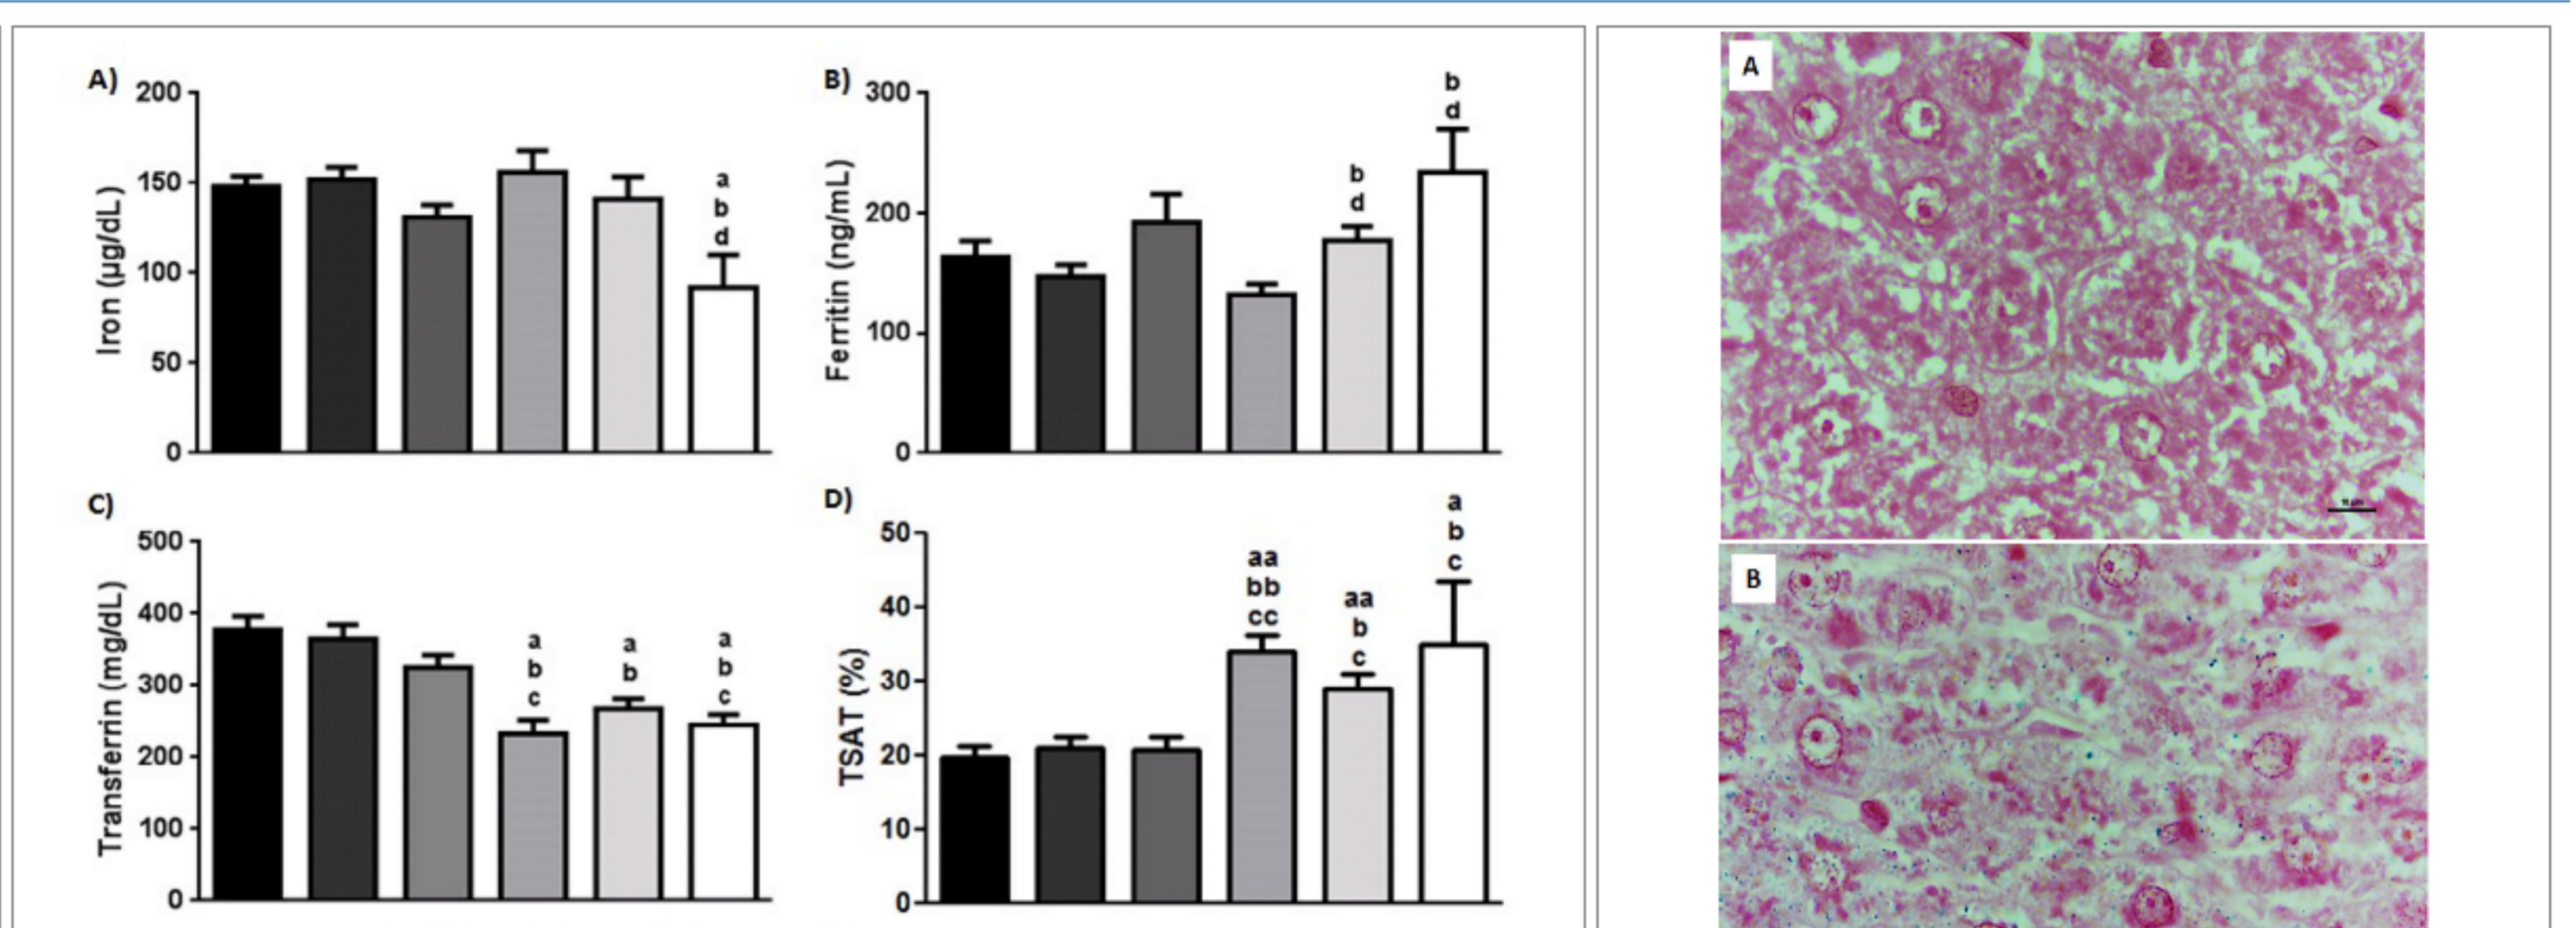 A)
200
150
100
50
0
Iron (µg/dL)
a
b
d
B)
300
200
100
0
Ferritin (ng/mL)
b
d
b
d
C)
500
400
300
200
100
0
Transferrin (mg/dL)
a
b
c
a
b
a
b
c
D)
50
40
30
20
10
0
TSAT (%)
aa
bb
cc
aa
b
c
a
b
c
A
B